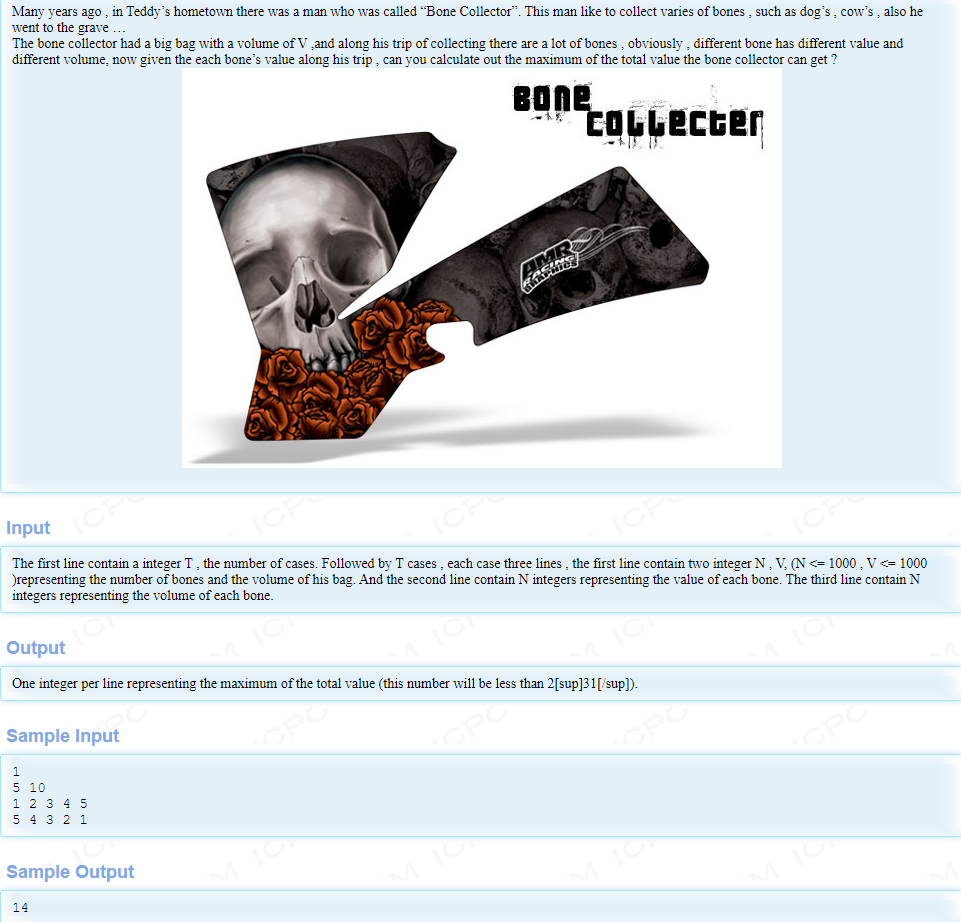 Many years ago , in Teddy’s hometown there was a man who was called “Bone Collector”. This man like to collect varies of bones , such as dog’s , cow’s , also he
went to the grave …
The bone collector had a big bag with a volume of V ,and along his trip of collecting there are a lot of bones , obviously , different bone has different value and
different volume, now given the each bone’s value along his trip , can you calculate out the maximum of the total value the bone collector can get ?
BONE
COLLECTER
AMR
RACING
GRAPHICS
Input
The first line contain a integer T , the number of cases. Followed by T cases , each case three lines , the first line contain two integer N , V, (N <= 1000 , V <= 1000
)representing the number of bones and the volume of his bag. And the second line contain N integers representing the value of each bone. The third line contain N
integers representing the volume of each bone.
Output
One integer per line representing the maximum of the total value (this number will be less than 2[sup]31[/sup]).
Sample Input
1
5 10
1 2 3 4 5
5 4 3 2 1
Sample Output
14